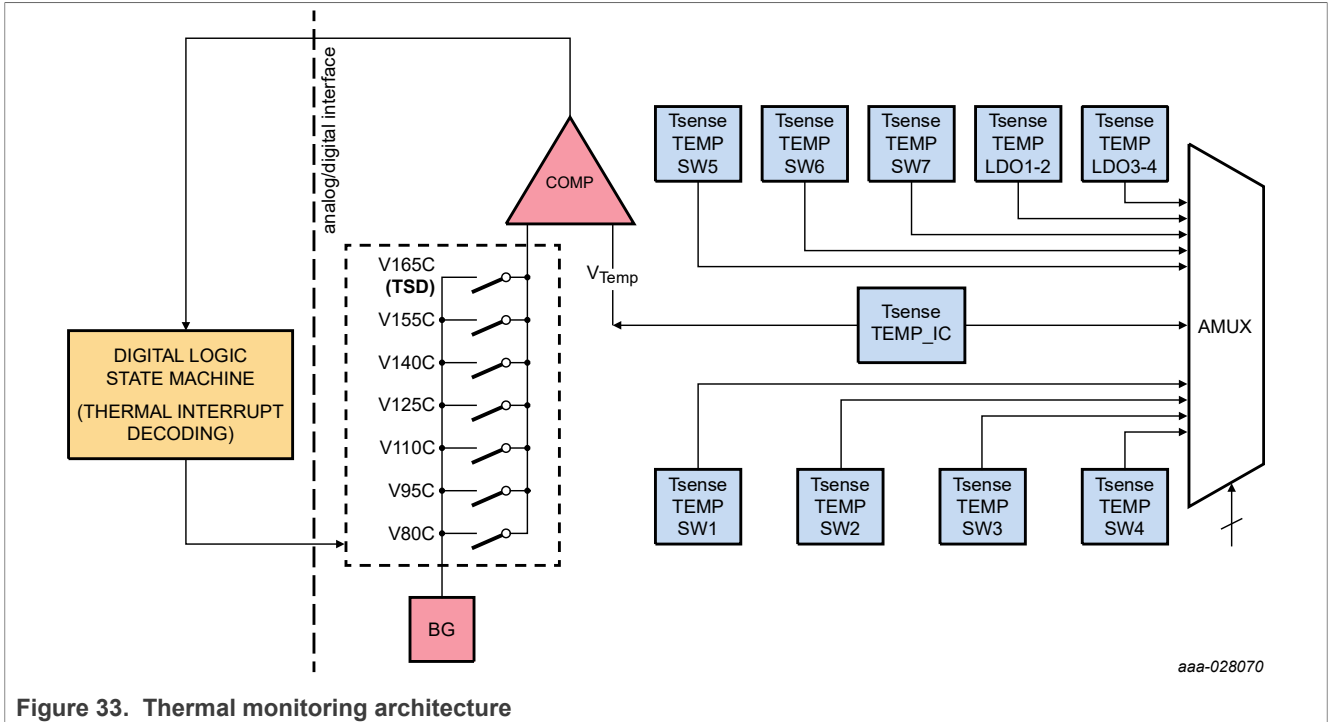 analog/digital interface
COMP
Tsense
TEMP
SW5
Tsense
TEMP
SW6
Tsense
TEMP
SW7
Tsense
TEMP
LDO1-2
Tsense
TEMP
LDO3-4
V165C
(TSD)
V155C
V140C
V125C
V110C
V95C
V80C
VTemp
Tsense
TEMP_IC
AMUX
DIGITAL LOGIC
STATE MACHINE
(THERMAL INTERRUPT
DECODING)
Tsense
TEMP
SW1
Tsense
TEMP
SW2
Tsense
TEMP
SW3
Tsense
TEMP
SW4
BG
aaa-028070
Figure 33. Thermal monitoring architecture